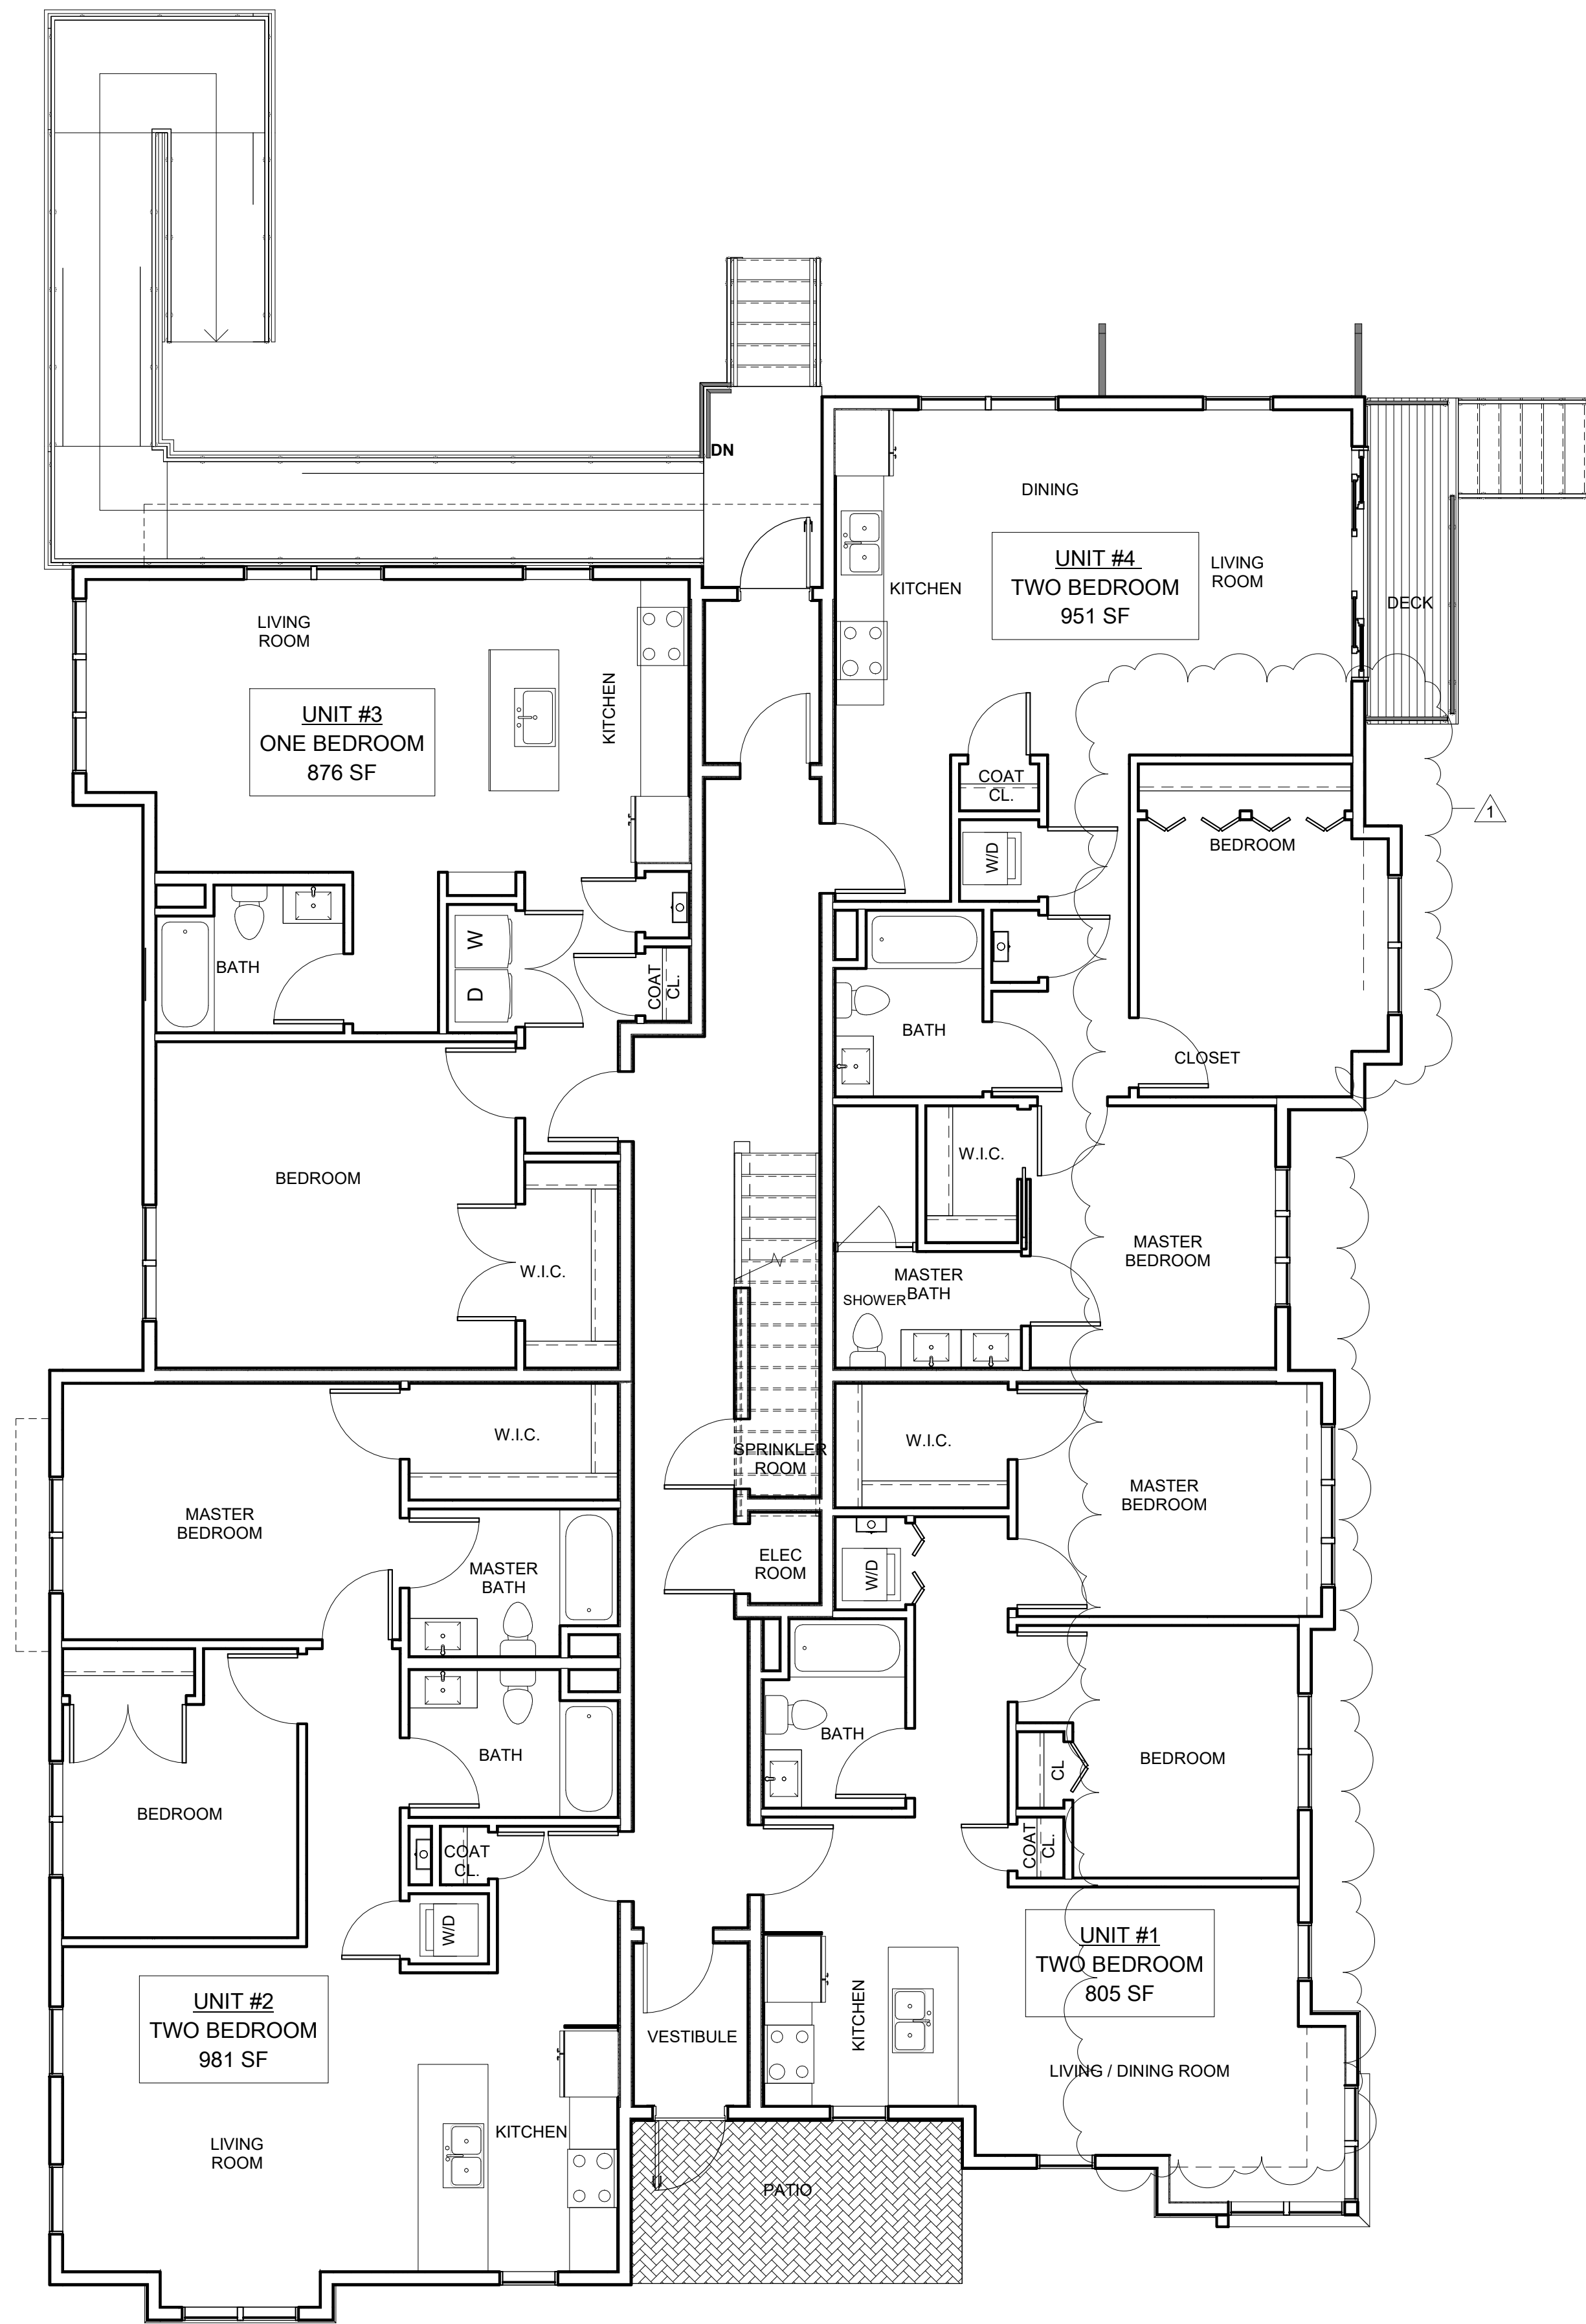 DN
DINING
UNIT #4
TWO BEDROOM
951 SF
LIVING
ROOM
KITCHEN
DECK
LIVING
ROOM
KITCHEN
UNIT #3
ONE BEDROOM
876 SF
COAT
CL.
1
W/D
BEDROOM
W
D
BATH
COAT
CL.
BATH
CLOSET
W.I.C.
BEDROOM
MASTER
BEDROOM
W.I.C.
MASTER
BATH
SHOWER
W.I.C.
W.I.C.
SPRINKLER
ROOM
MASTER
BEDROOM
MASTER
BEDROOM
ELEC
ROOM
W/D
MASTER
BATH
BATH
BATH
CL
BEDROOM
BEDROOM
COAT
CL.
COAT
CL.
W/D
UNIT #1
TWO BEDROOM
805 SF
UNIT #2
TWO BEDROOM
981 SF
VESTIBULE
KITCHEN
LIVING / DINING ROOM
KITCHEN
LIVING
ROOM
PATIO